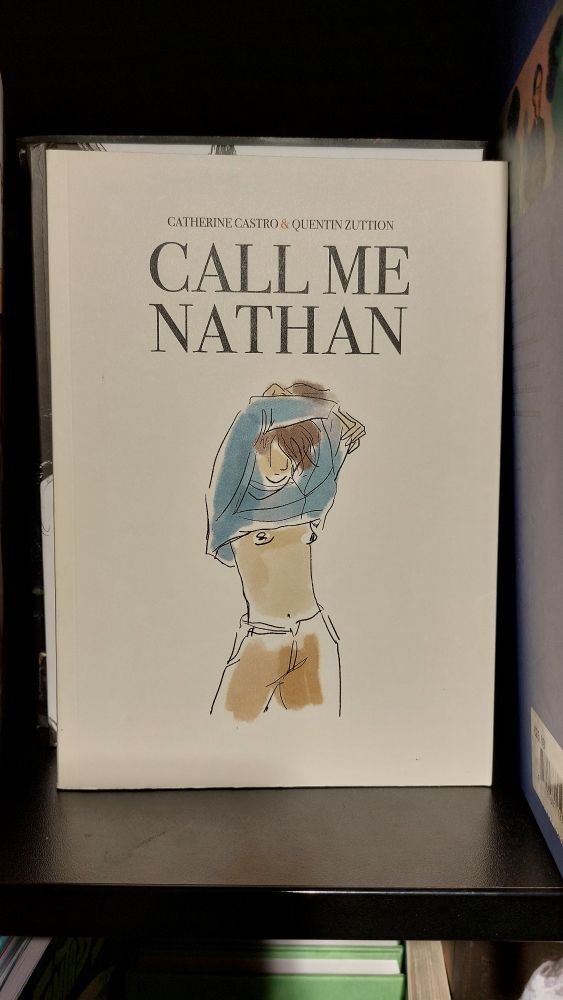 CATHERINE CASTRO & QUENTIN ZUTTION
CALL ME
NATHAN